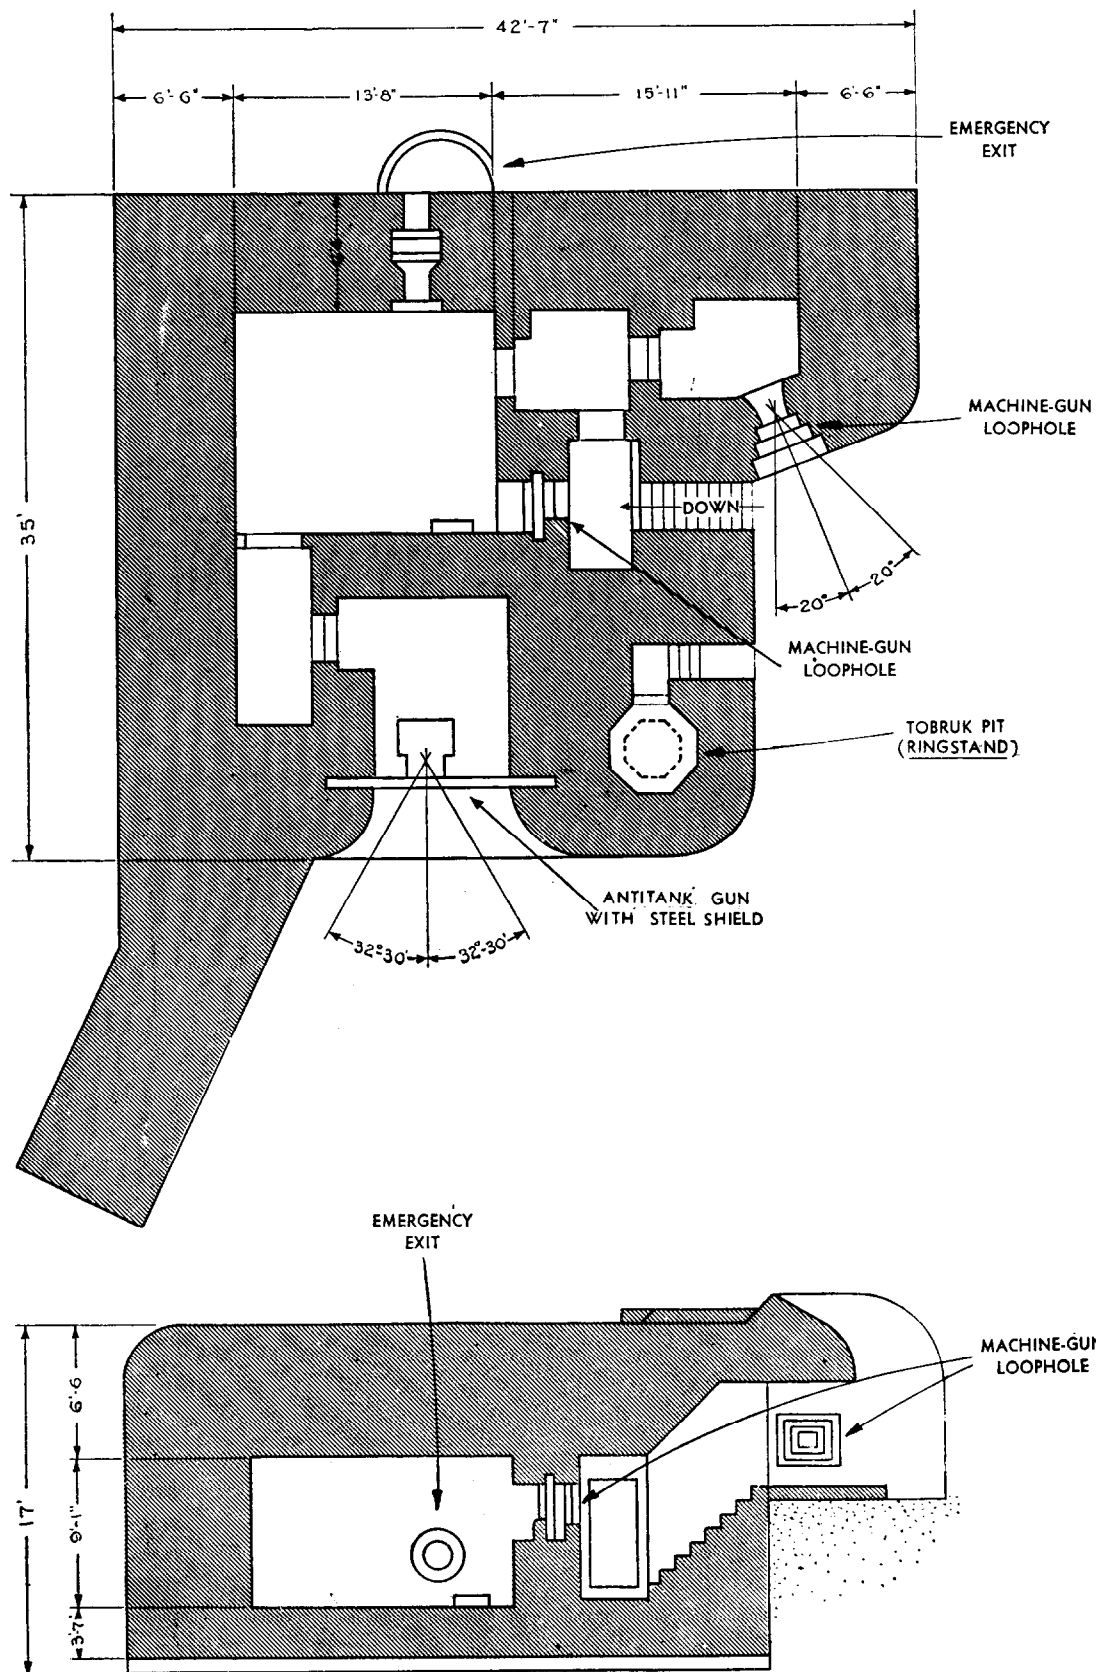 42'-7"
6'-6"
13'-8"
15'-11"
6'-6"
EMERGENCY
EXIT
35'
MACHINE-GUN
LOOPHOLE
DOWN
20°
20°
MACHINE-GUN
LOOPHOLE
TOBRUK PIT
(RINGSTAND)
ANTITANK GUN
WITH STEEL SHIELD
32°-30'
32°-30'
EMERGENCY
EXIT
MACHINE-GUN
LOOPHOLE
17'
6'-6
9'-1"
3'-7"